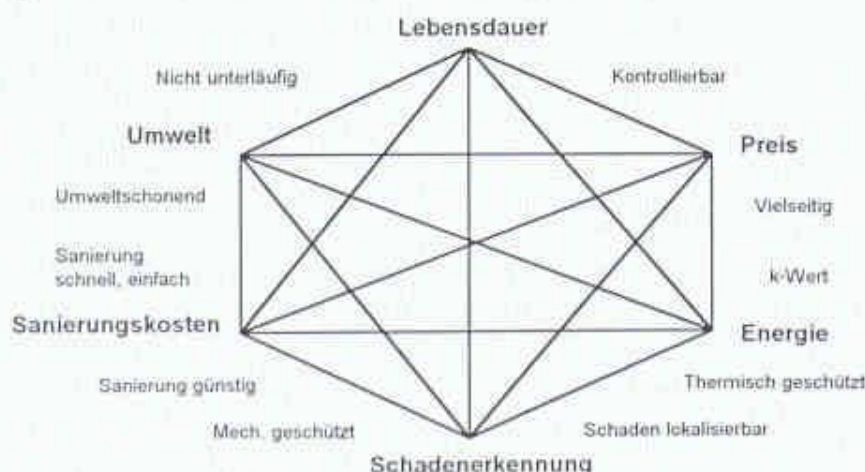 Lebensdauer
Nicht unterläufig
Kontrollierbar
Umwelt
Preis
Umweltschonend
Vielseitig
Sanierung
schnell, einfach
k-Wert
Sanierungskosten
Energie
Sanierung günstig
Thermisch geschützt
Mech. geschützt
Schaden lokalisierbar
Schadenerkennung